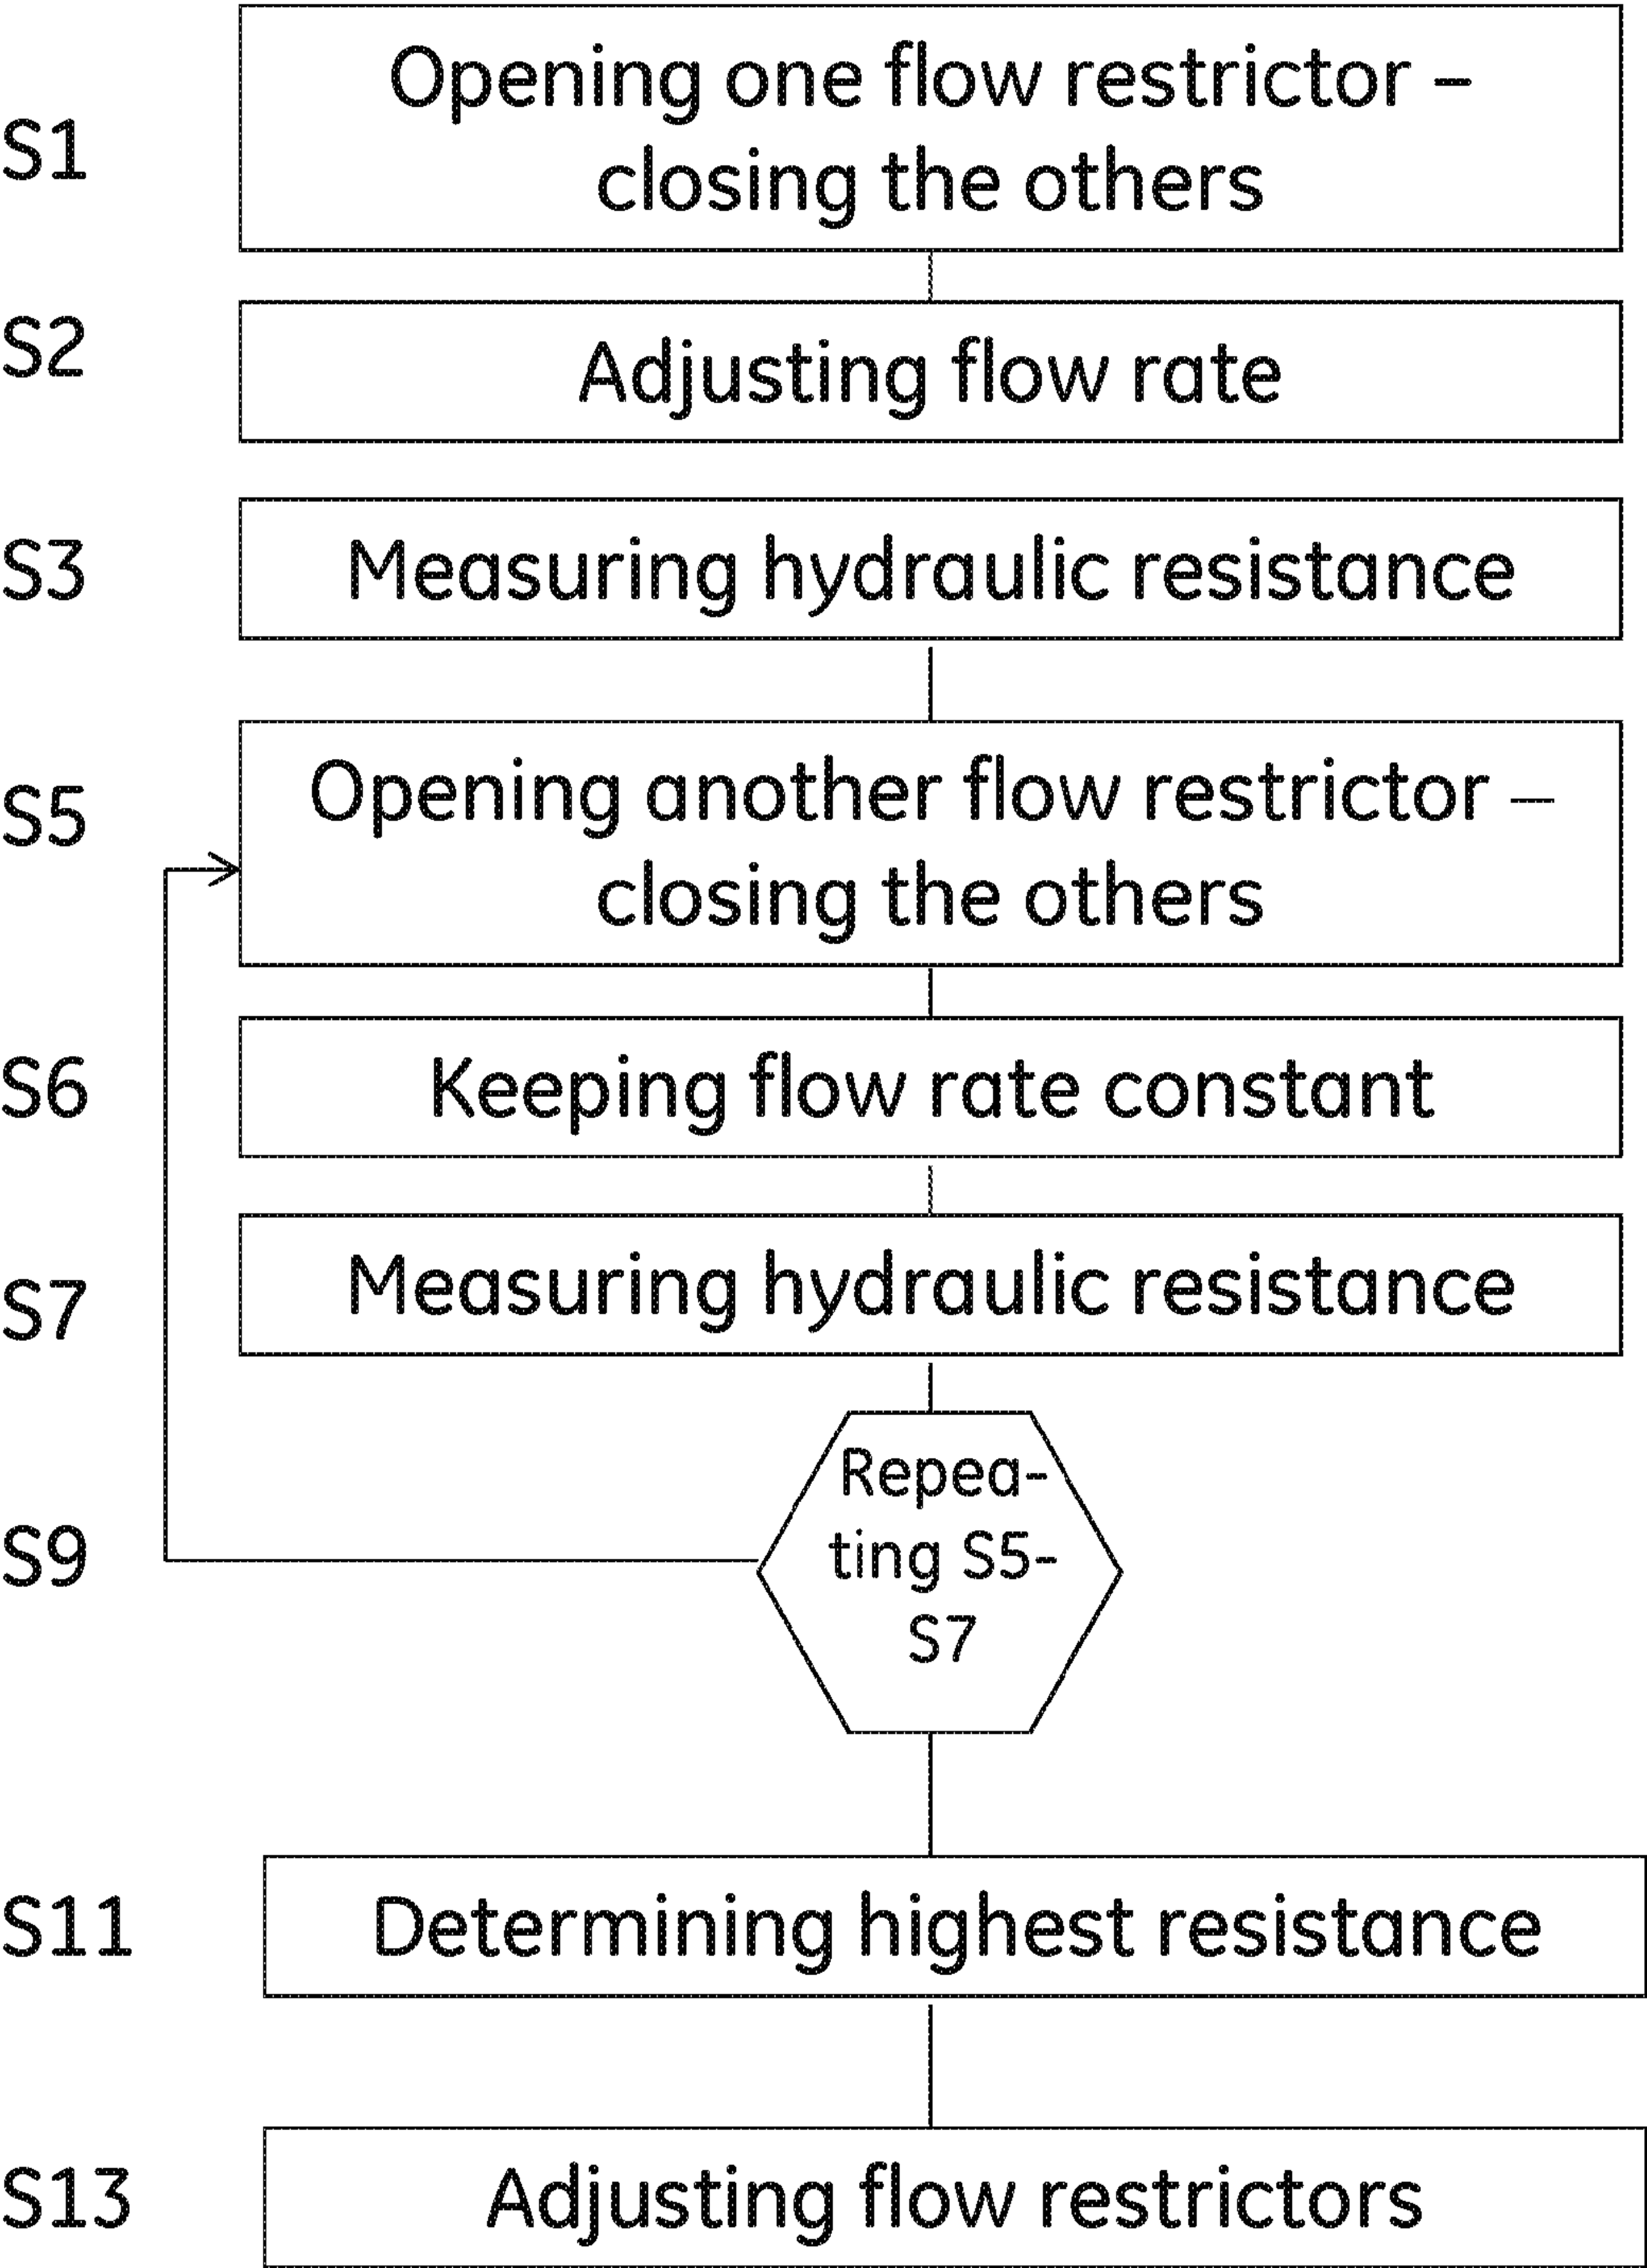 S1
Opening one flow restrictor –
closing the others
S2
Adjusting flow rate
S3
Measuring hydraulic resistance
S5
Opening another flow restrictor –
closing the others
S6
Keeping flow rate constant
S7
Measuring hydraulic resistance
S9
Repea-
ting S5-
S7
S11
Determining highest resistance
S13
Adjusting flow restrictors